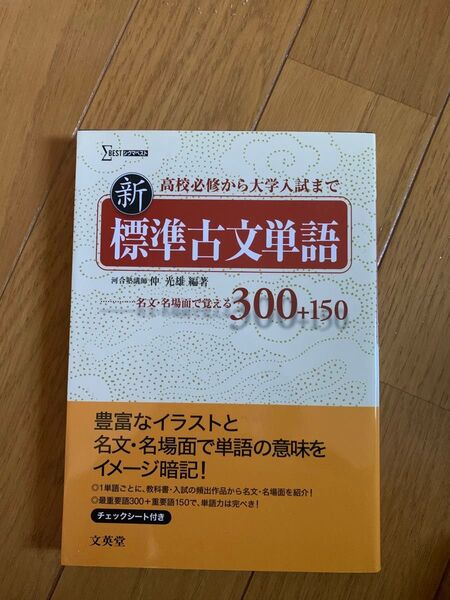 ΣBEST シグマベスト
高校必修から大学入試まで
新
標準古文単語
河合塾講師 仲 光雄 編著
…………名文・名場面で覚える300+150
豊富なイラストと
名文・名場面で単語の意味を
イメージ暗記!
◎1単語ごとに、教科書・入試の頻出作品から名文・名場面を紹介!
◎最重要語300+重要語150で、単語力は完ぺき!
チェックシート付き
文英堂